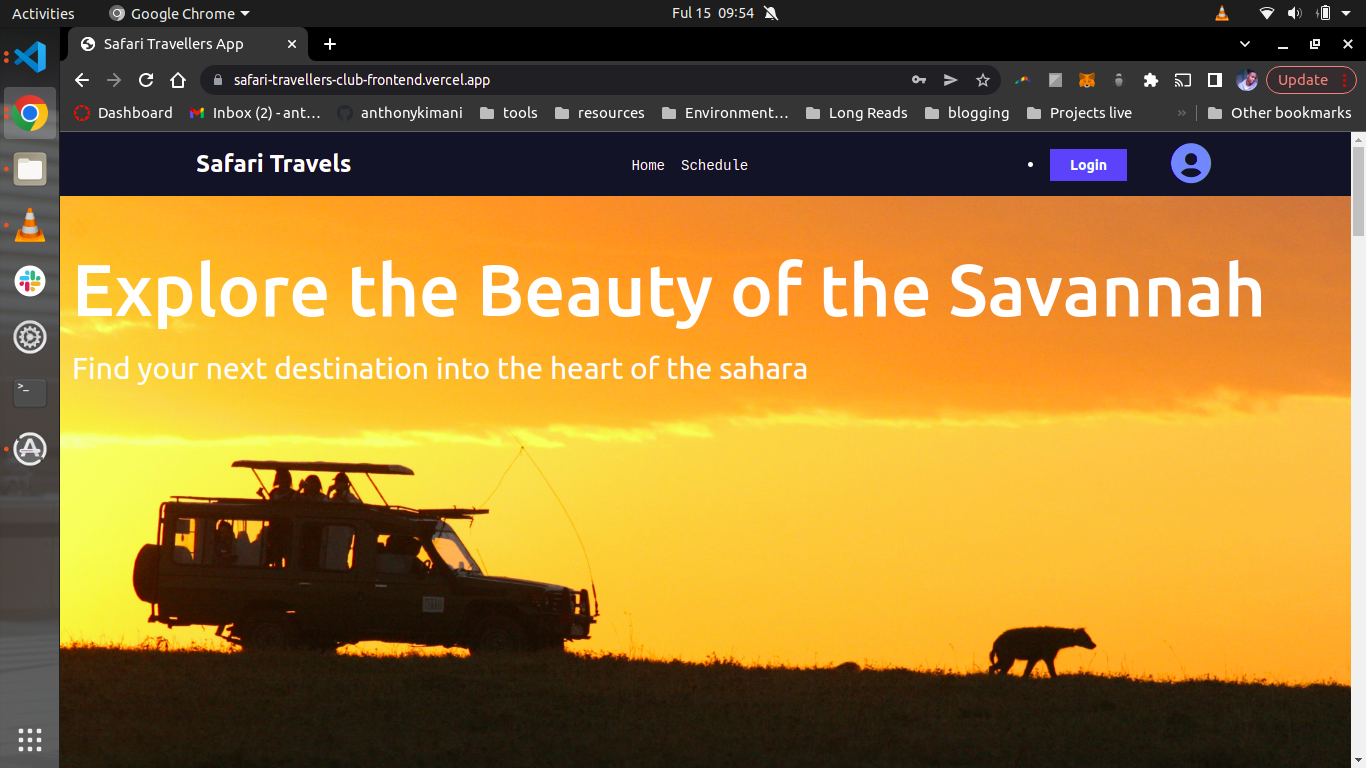 Activities
Google Chrome
Ful 15 09:54
Safari Travellers App
safari-travellers-club-frontend.vercel.app
Update
Dashboard
Inbox (2) - ant…
anthonykimani
tools
resources
Environment…
Long Reads
blogging
Projects live
»
Other bookmarks
Safari Travels
Home
Schedule
Login
Explore the Beauty of the Savannah
Find your next destination into the heart of the sahara